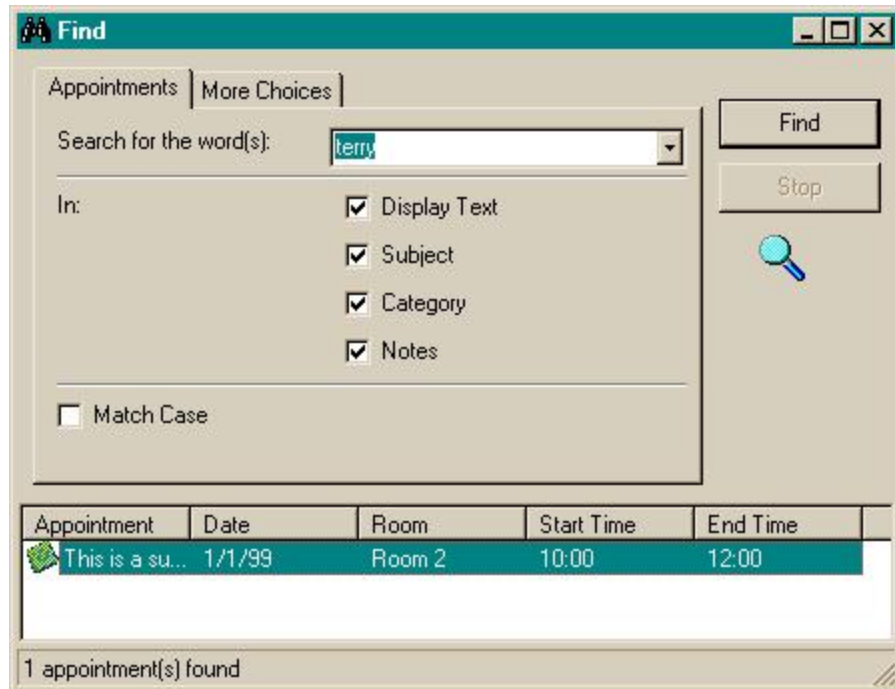 Find
Appointments More Choices
Search for the word(s): terry
Find
Stop
In: Display Text
Subject
Category
Notes
Match Case
Appointment Date Room Start Time End Time
This is a su... 1/1/99 Room 2 10:00 12:00
1 appointment(s) found